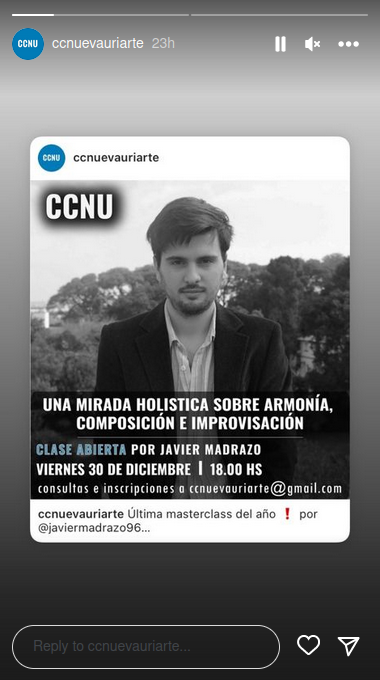 CCNU
ccnuevauriarte 23h
CCNU
ccnuevauriarte
CCNU
UNA MIRADA HOLISTICA SOBRE ARMONÍA,
COMPOSICIÓN E IMPROVISACIÓN
CLASE ABIERTA POR JAVIER MADRAZO
VIERNES 30 DE DICIEMBRE | 18.00 HS
consultas e inscripciones a ccnuevauriarte@gmail.com
ccnuevauriarte Última masterclass del año ❗ por
@javiermadrazo96...
Reply to ccnuevauriarte...